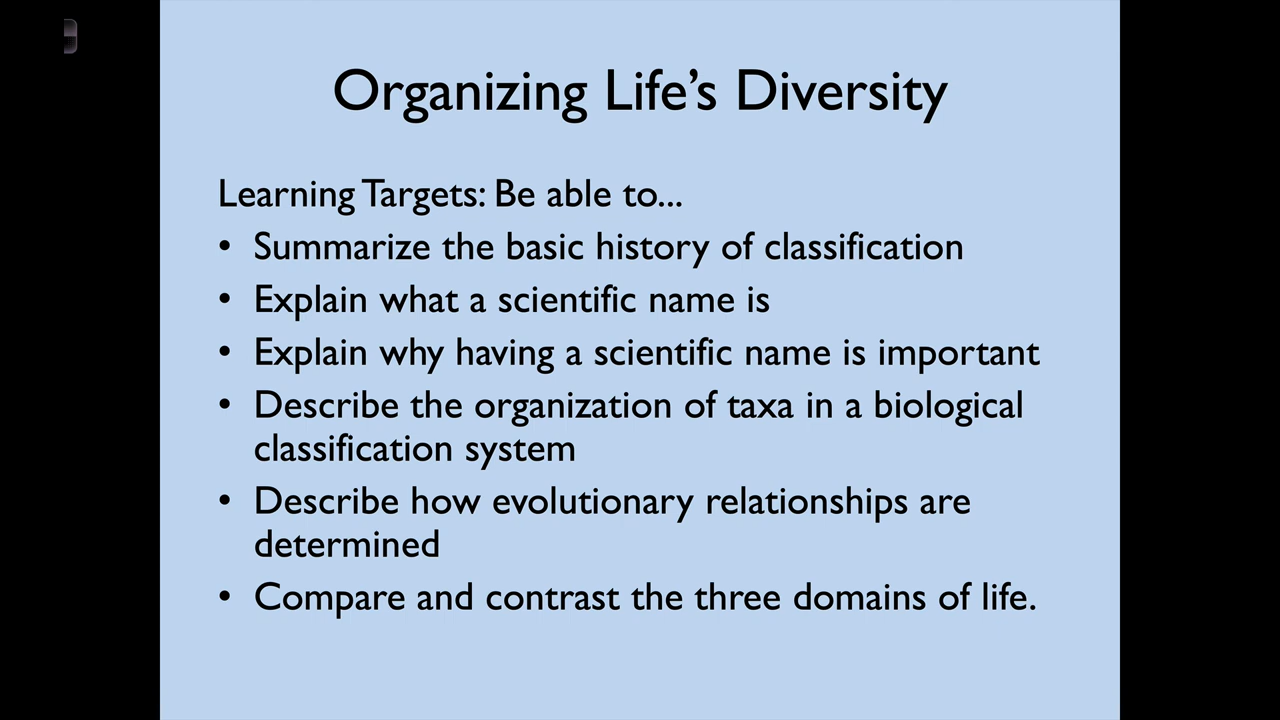 Organizing Life’s Diversity
Learning Targets: Be able to...
• Summarize the basic history of classification
• Explain what a scientific name is
• Explain why having a scientific name is important
• Describe the organization of taxa in a biological
classification system
• Describe how evolutionary relationships are
determined
• Compare and contrast the three domains of life.